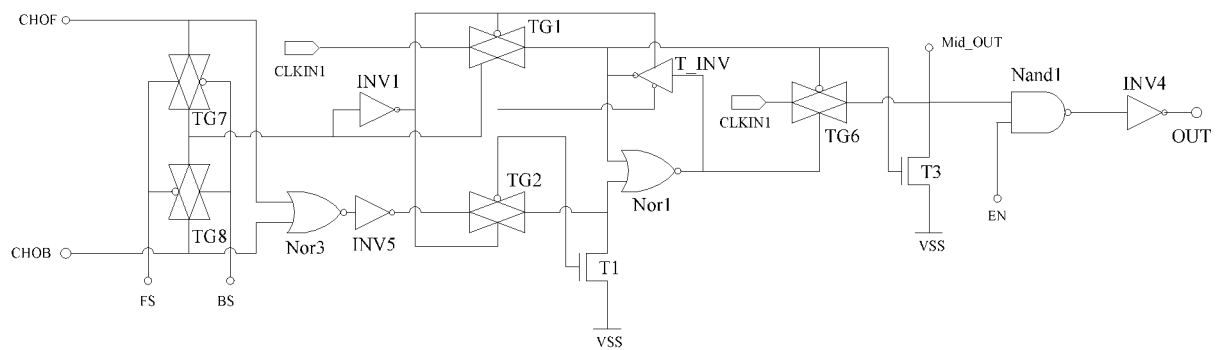 CHOF
TG1
CLKIN1
T_INV
Mid_OUT
INV1
Nand1
INV4
TG7
CLKIN1
TG6
OUT
TG2
T3
Nor1
EN
TG8
Nor3
INV5
CHOB
T1
VSS
FS
BS
VSS